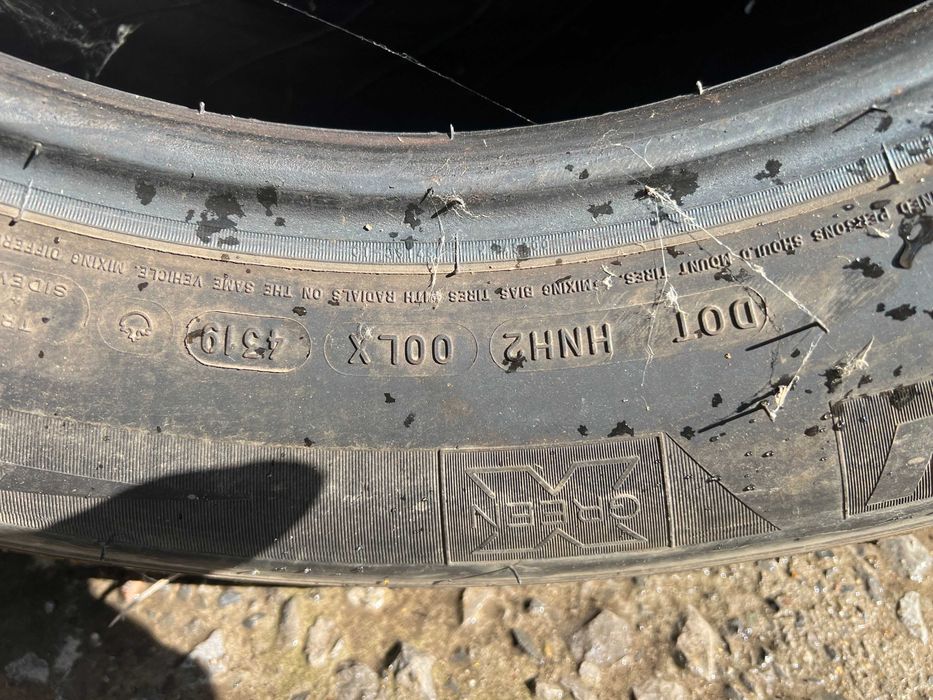 GREEN X
DOT HNH2 00LX 4319
PERSONS SHOULD MOUNT TIRES. MIXING BIAS TIRES WITH RADIALS ON THE SAME VEHICLE. MIXING